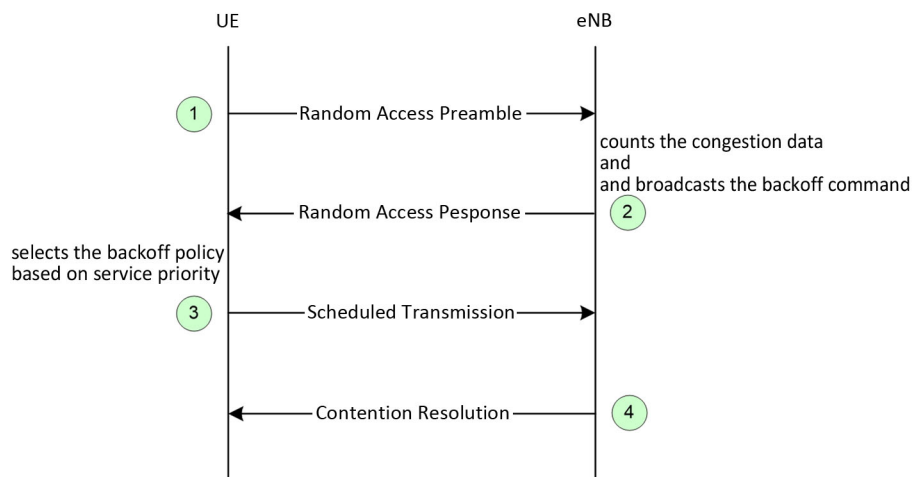 UE
eNB
1
Random Access Preamble
counts the congestion data
and
and broadcasts the backoff command
Random Access Pesponse
2
selects the backoff policy
based on service priority
3
Scheduled Transmission
Contention Resolution
4